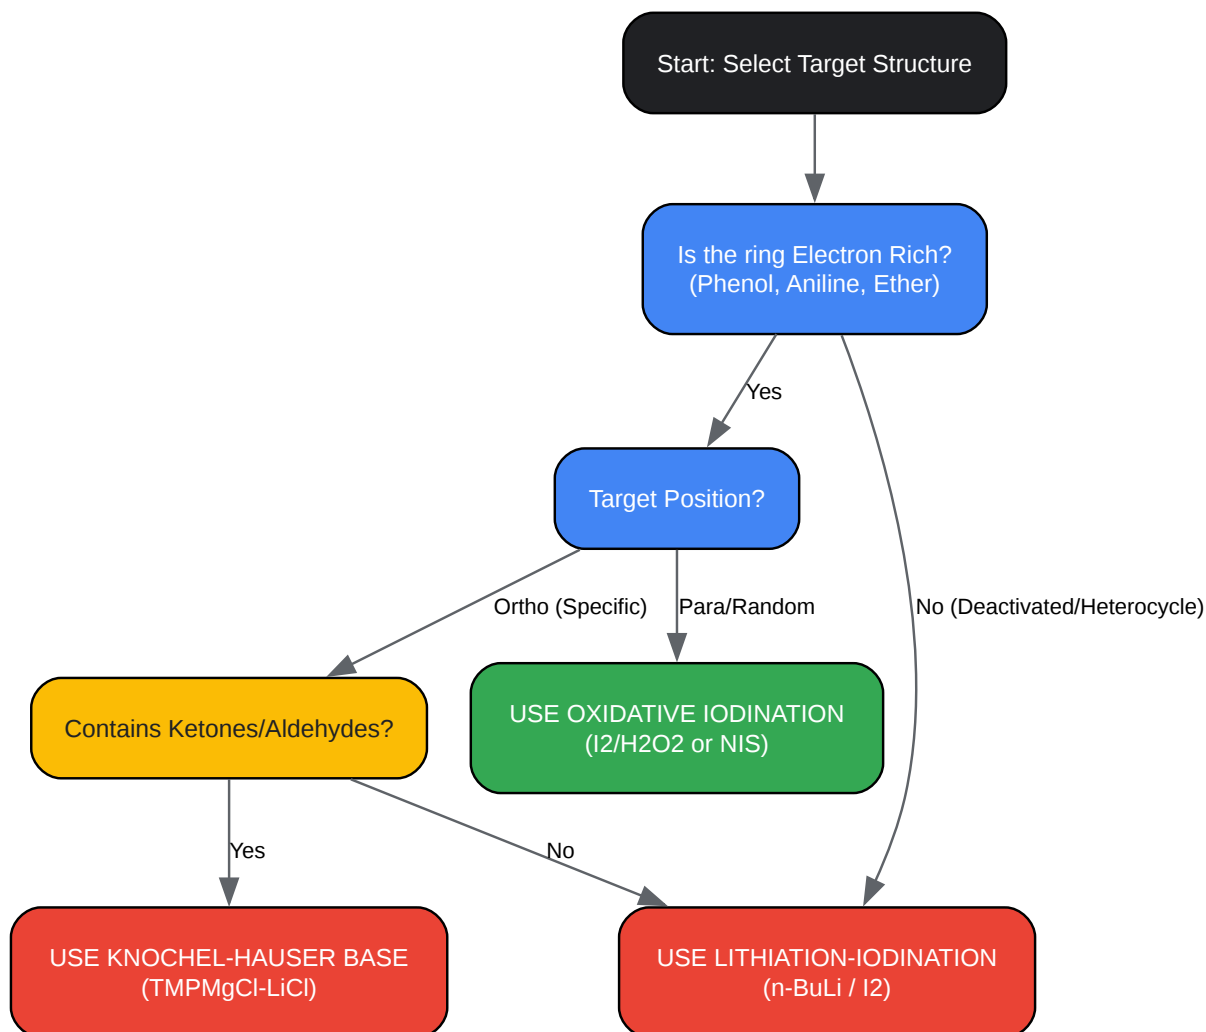 Start: Select Target Structure
Is the ring Electron Rich?
(Phenol, Aniline, Ether)
Yes
Target Position?
Ortho (Specific)
Para/Random
No (Deactivated/Heterocycle)
Contains Ketones/Aldehydes?
USE OXIDATIVE IODINATION
(I2/H2O2 or NIS)
Yes
No
USE KNOCHEL-HAUSER BASE
(TMPMgCl-LiCl)
USE LITHIATION-IODINATION
(n-BuLi / I2)